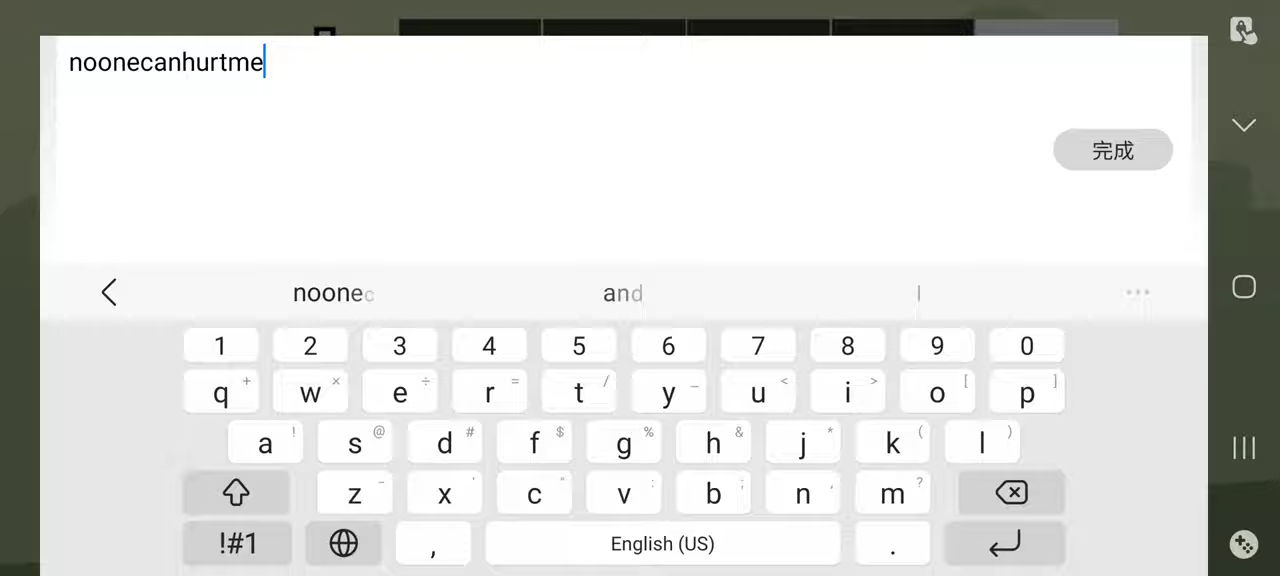 noonecanhurtme
完成
noonec and I
1 2 3 4 5 6 7 8 9 0
q + w × e ÷ r = t / y _ u < i > o [ p ]
a ! s @ d # f $ g % h & j * k ( l )
z - x ' c " v : b ; n , m ?
!#1 , English (US) .